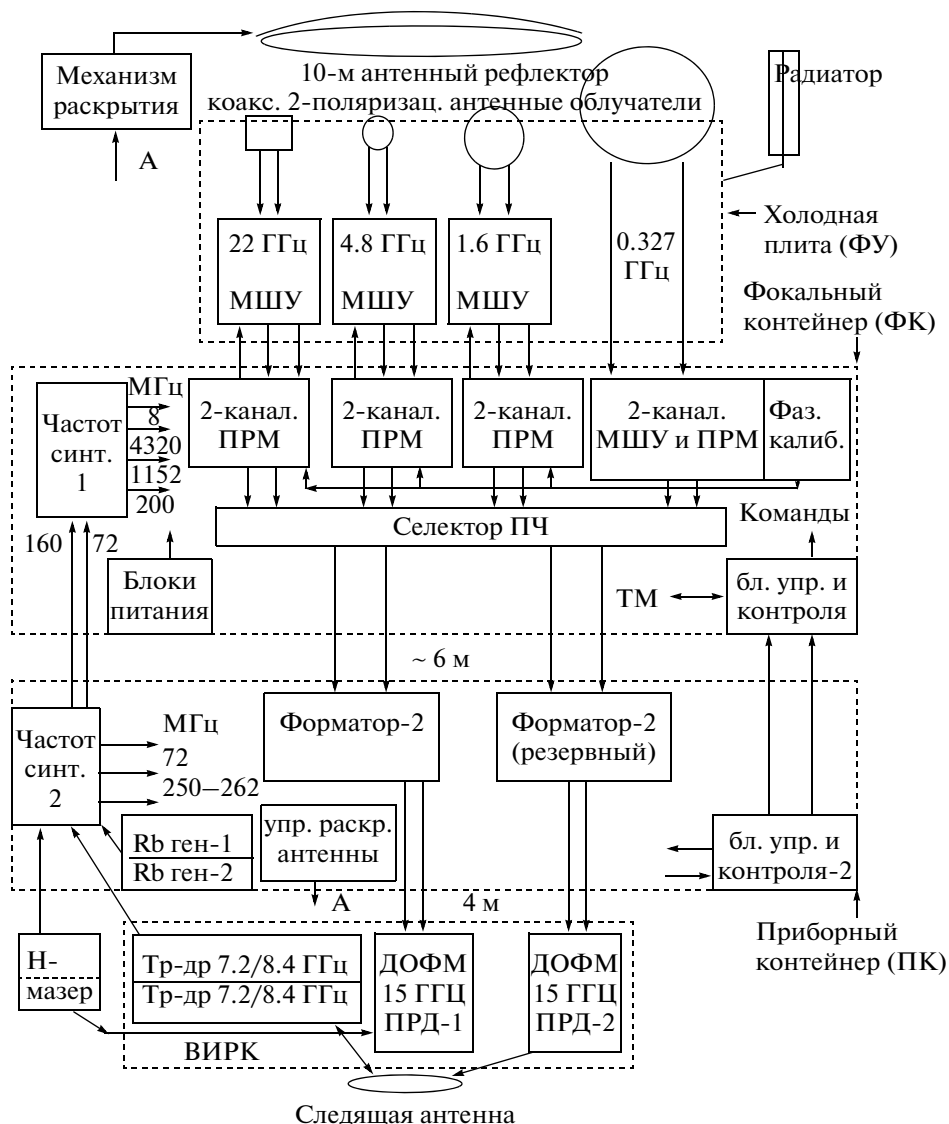 Механизм
раскрытия
А
10-м антенный рефлектор
коакс. 2-поляризац. антенные облучатели
Радиатор
22 ГГц
МШУ
4.8 ГГц
МШУ
1.6 ГГц
МШУ
0.327
ГГц
Холодная
плита (ФУ)
Фокальный
контейнер (ФК)
Частот
синт.
1
МГц
8
4320
1152
200
2-канал.
ПРМ
2-канал.
ПРМ
2-канал.
ПРМ
2-канал.
МШУ и ПРМ
Фаз.
калиб.
Селектор ПЧ
Команды
160
72
Блоки
питания
ТМ
бл. упр. и
контроля
~ 6 м
Частот
синт.
2
МГц
72
250–262
Форматор-2
Форматор-2
(резервный)
Rb ген-1
Rb ген-2
упр. раскр.
антенны
бл. упр. и
контроля-2
А
4 м
Приборный
контейнер (ПК)
Н-
мазер
Тр-др 7.2/8.4 ГГц
Тр-др 7.2/8.4 ГГц
ДОФМ
15 ГГЦ
ПРД-1
ДОФМ
15 ГГЦ
ПРД-2
ВИРК
Следящая антенна